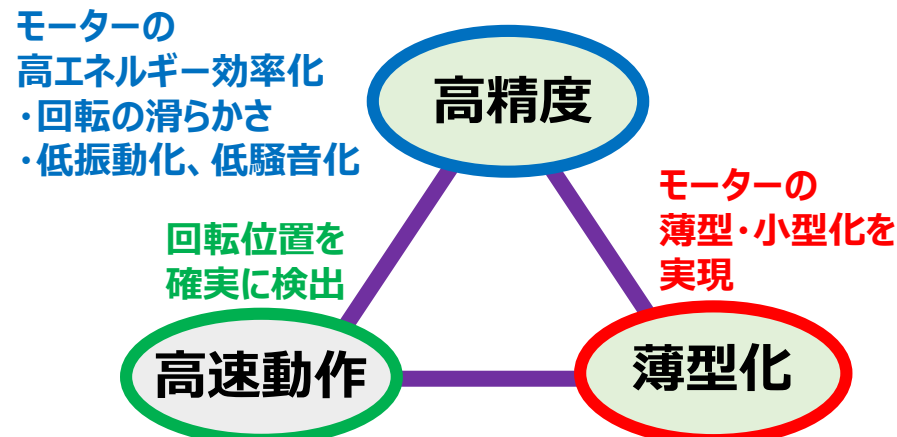 モーターの
高エネルギー効率化
・回転の滑らかさ
・低振動化、低騒音化
高精度
モーターの
薄型・小型化を
実現
回転位置を
確実に検出
高速動作
薄型化